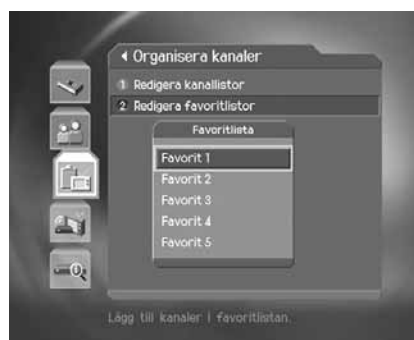 Organisera kanaler
1 Redigera kanallistor
2 Redigera favoritlistor
Favoritlista
Favorit 1
Favorit 2
Favorit 3
Favorit 4
Favorit 5
Lägg till kanaler i favoritlistan.